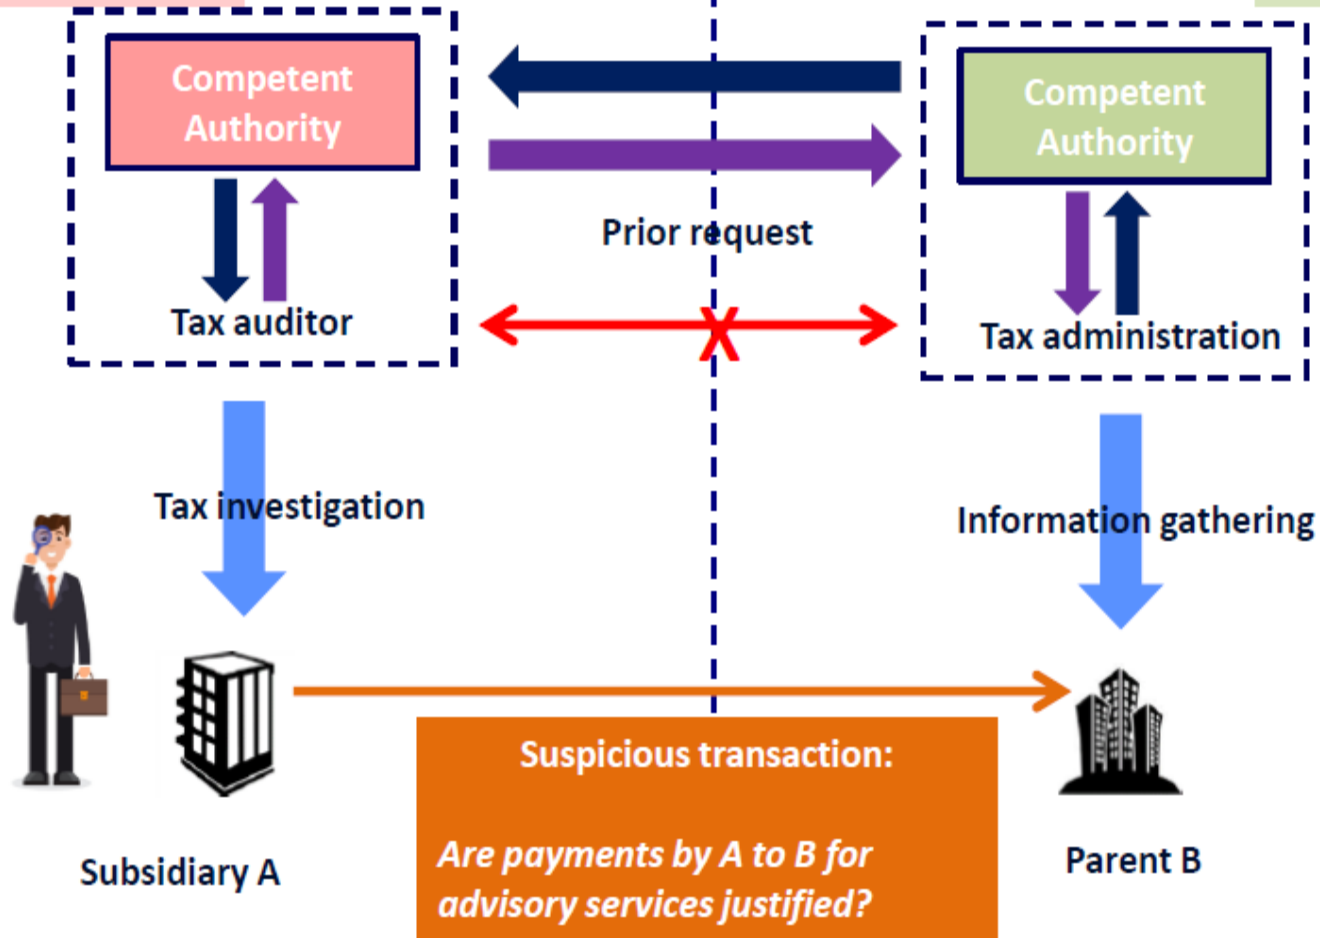 Competent
Authority
Competent
Authority
Prior request
X
Tax auditor
Tax administration
Tax investigation
Information gathering
Suspicious transaction:
Are payments by A to B for
advisory services justified?
Subsidiary A
Parent B